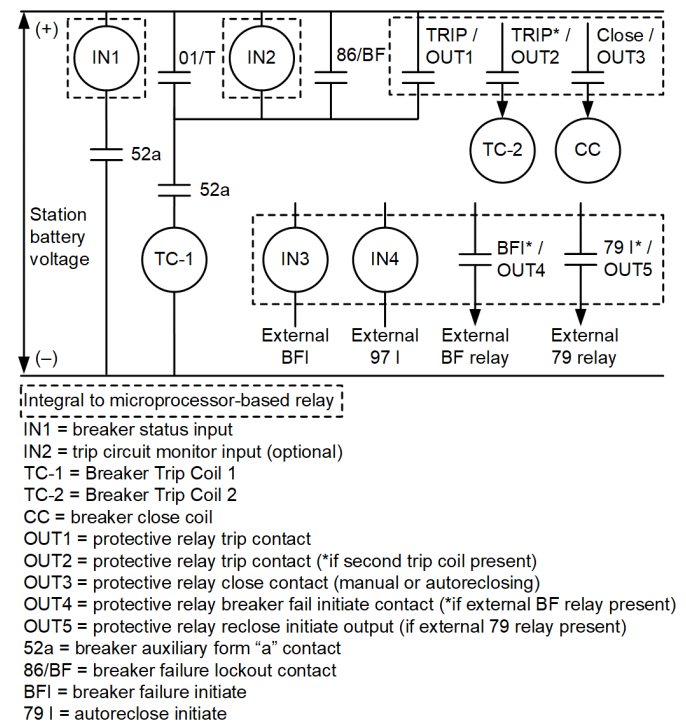 (+)
IN1
01/T
IN2
86/BF
TRIP /
OUT1
TRIP* /
OUT2
Close /
OUT3
52a
TC-2
CC
52a
Station
battery
voltage
TC-1
IN3
IN4
BFI* /
OUT4
79 I* /
OUT5
External
BFI
External
97 I
External
BF relay
External
79 relay
(–)
Integral to microprocessor-based relay
IN1 = breaker status input
IN2 = trip circuit monitor input (optional)
TC-1 = Breaker Trip Coil 1
TC-2 = Breaker Trip Coil 2
CC = breaker close coil
OUT1 = protective relay trip contact
OUT2 = protective relay trip contact (*if second trip coil present)
OUT3 = protective relay close contact (manual or autoreclosing)
OUT4 = protective relay breaker fail initiate contact (*if external BF relay present)
OUT5 = protective relay reclose initiate output (if external 79 relay present)
52a = breaker auxiliary form “a” contact
86/BF = breaker failure lockout contact
BFI = breaker failure initiate
79 I = autoreclose initiate